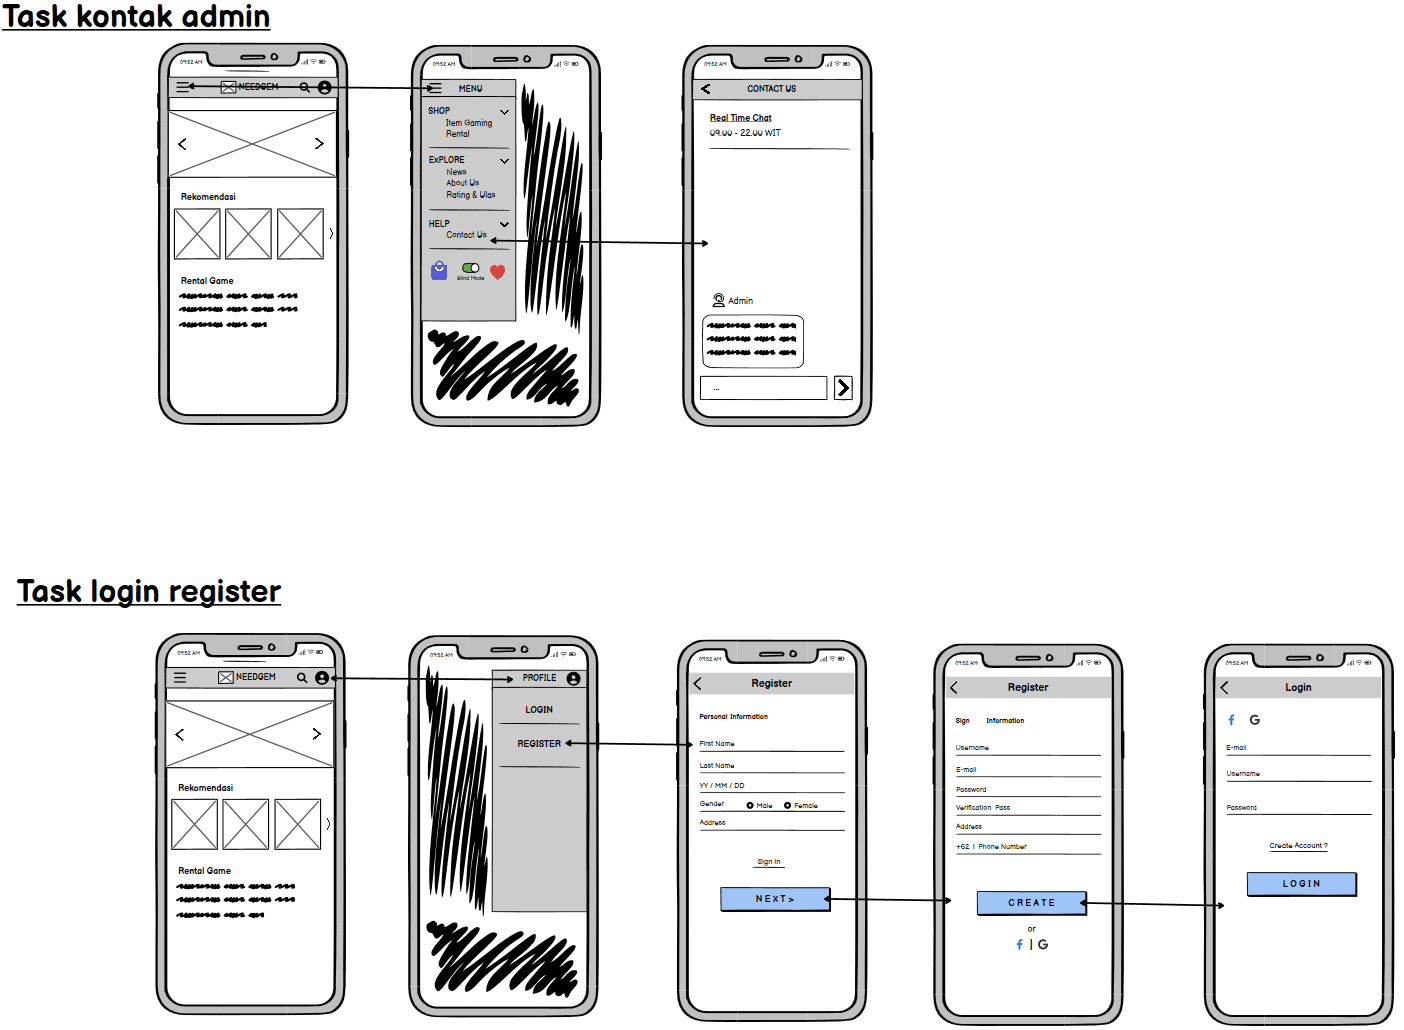 Task kontak admin
09:52 AM
NEEDGEM
Rekomendasi
Rental Game
09:52 AM
MENU
SHOP
Item Gaming
Rental
ExPLORE
News
About Us
Rating & Ulas
HELP
Contact Us
Blind Mode
09:52 AM
CONTACT US
Real Time Chat
09.00 - 22.00 WIT
Admin
...
Task login register
09:52 AM
NEEDGEM
Rekomendasi
Rental Game
09:52 AM
PROFILE
LOGIN
REGISTER
09:52 AM
Register
Personal Information
First Name
Last Name
YY / MM / DD
Gender Male Female
Address
Sign in
NEXT>
09:52 AM
Register
Sign Information
Username
E-mail
Password
Verification Pass
Address
+62 | Phone Number
CREATE
or
f | G
09:52 AM
Login
f G
E-mail
Username
Password
Create Account ?
LOGIN